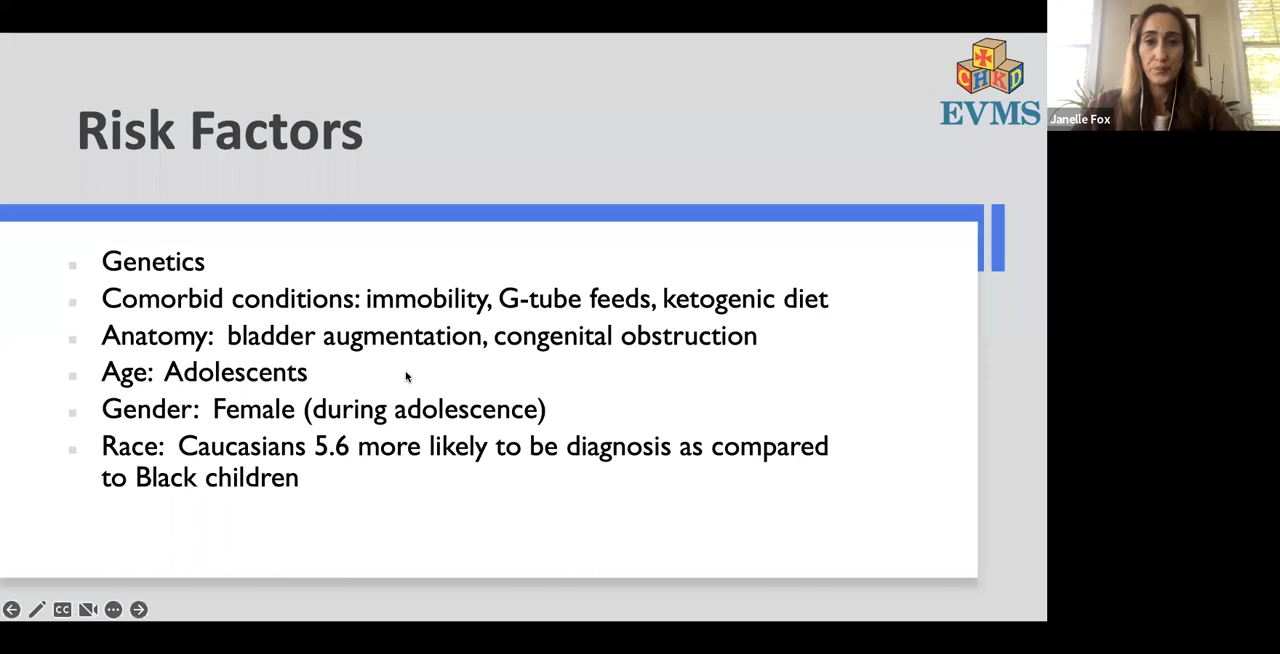 CHKD
EVMS
Janelle Fox
Risk Factors
Genetics
Comorbid conditions: immobility, G-tube feeds, ketogenic diet
Anatomy: bladder augmentation, congenital obstruction
Age: Adolescents
Gender: Female (during adolescence)
Race: Caucasians 5.6 more likely to be diagnosis as compared
to Black children
CC